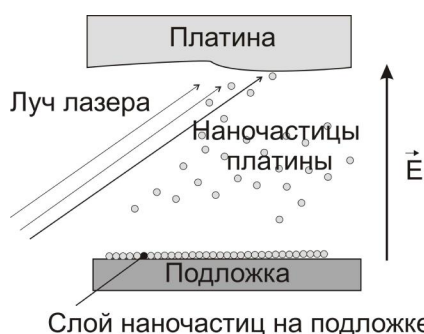 Платина
Луч лазера
Наночастицы
платины
E
Подложка
Слой наночастиц на подложке